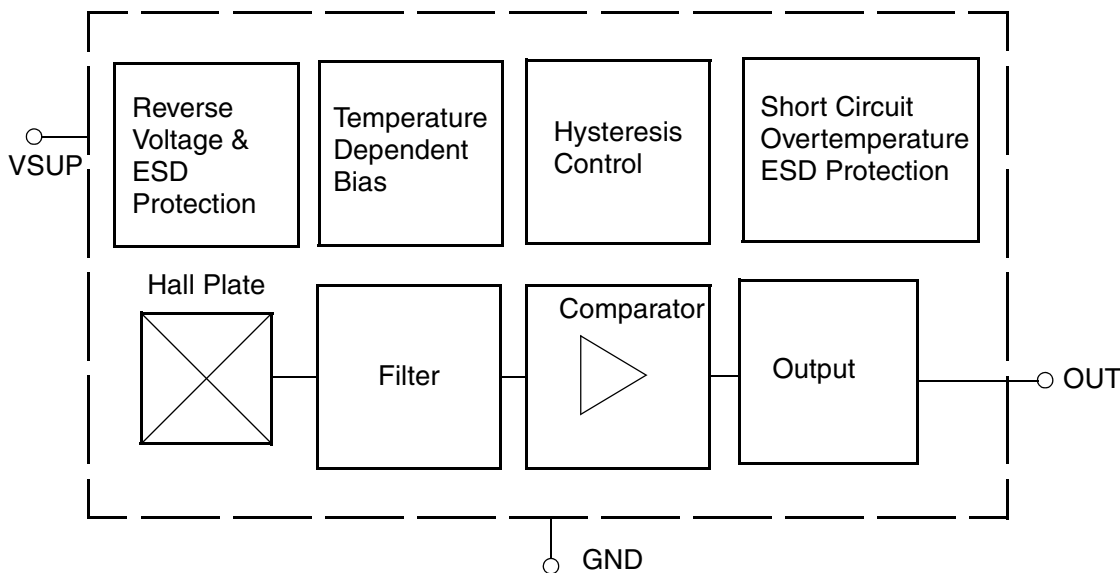 Reverse
Voltage &
ESD
Protection
Temperature
Dependent
Bias
Hysteresis
Control
Short Circuit
Overtemperature
ESD Protection
VSUP
Hall Plate
Filter
Comparator
Output
OUT
GND